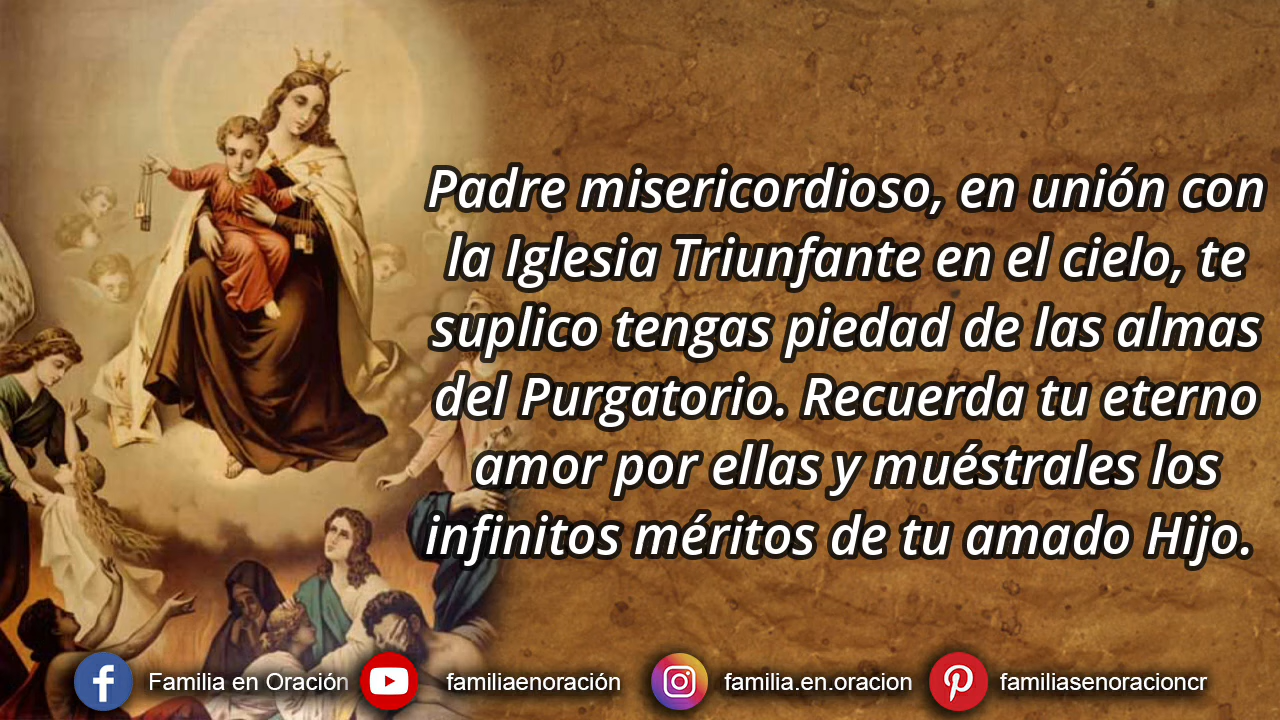 Padre misericordioso, en unión con
la Iglesia Triunfante en el cielo, te
suplico tengas piedad de las almas
del Purgatorio. Recuerda tu eterno
amor por ellas y muéstrales los
infinitos méritos de tu amado Hijo.
Familia en Oración familiaenoración familia.en.oracion familiasenoracioncr